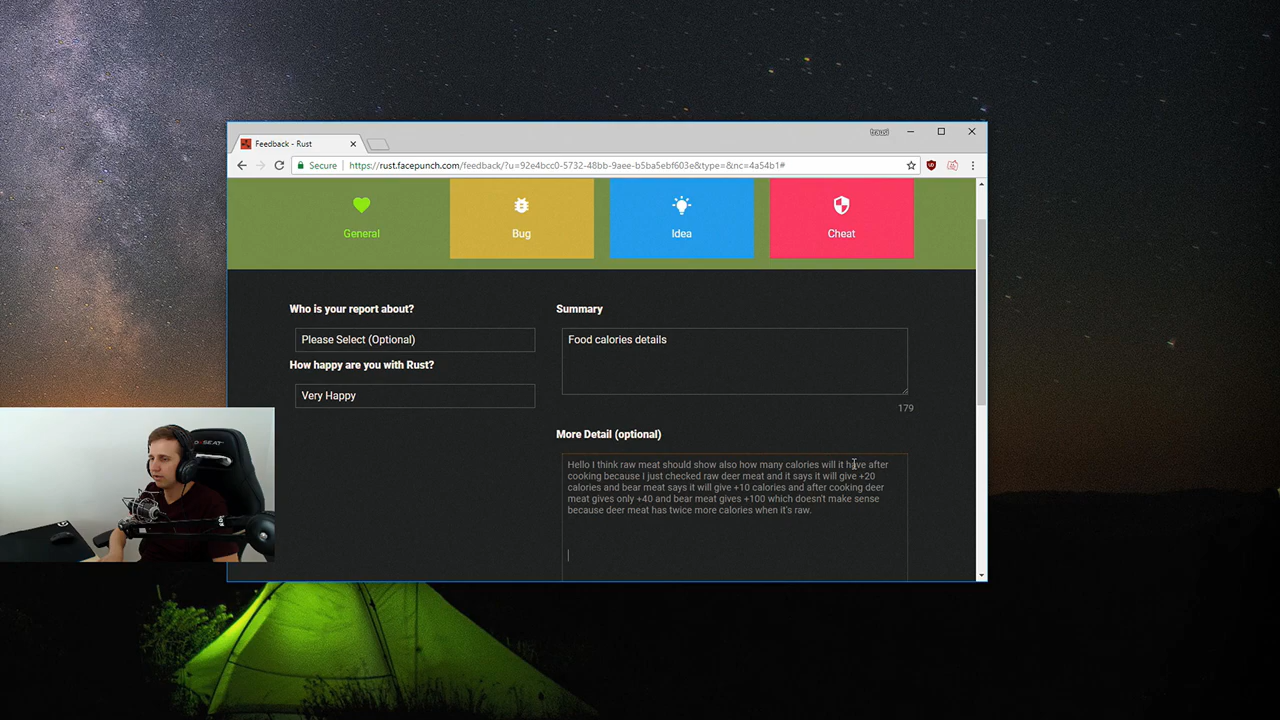 trausi
Feedback - Rust
Secure
https://rust.facepunch.com/feedback/?u=92e4bcc0-5732-48bb-9aee-b5ba5ebf603e&type=&nc=4a54b1#
General
Bug
Idea
Cheat
Who is your report about?
Please Select (Optional)
How happy are you with Rust?
Very Happy
Summary
Food calories details
179
More Detail (optional)
Hello I think raw meat should show also how many calories will it have after
cooking because I just checked raw deer meat and it says it will give +20
calories and bear meat says it will give +10 calories and after cooking deer
meat gives only +40 and bear meat gives +100 which doesn't make sense
because deer meat has twice more calories when it's raw.